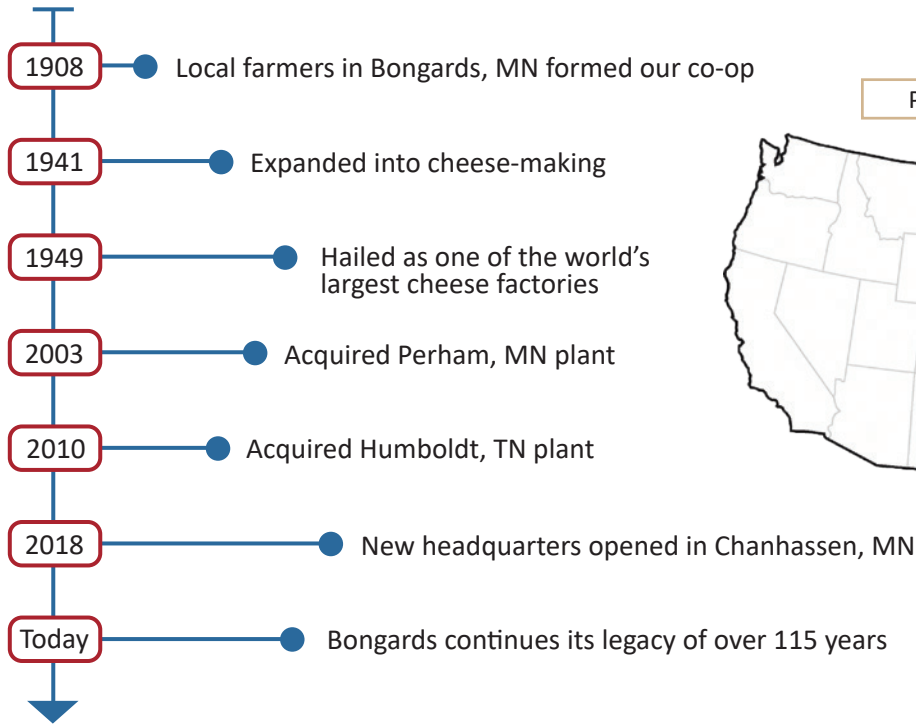 1908
Local farmers in Bongards, MN formed our co-op
1941
Expanded into cheese-making
1949
Hailed as one of the world’s
largest cheese factories
2003
Acquired Perham, MN plant
2010
Acquired Humboldt, TN plant
2018
New headquarters opened in Chanhassen, MN
Today
Bongards continues its legacy of over 115 years